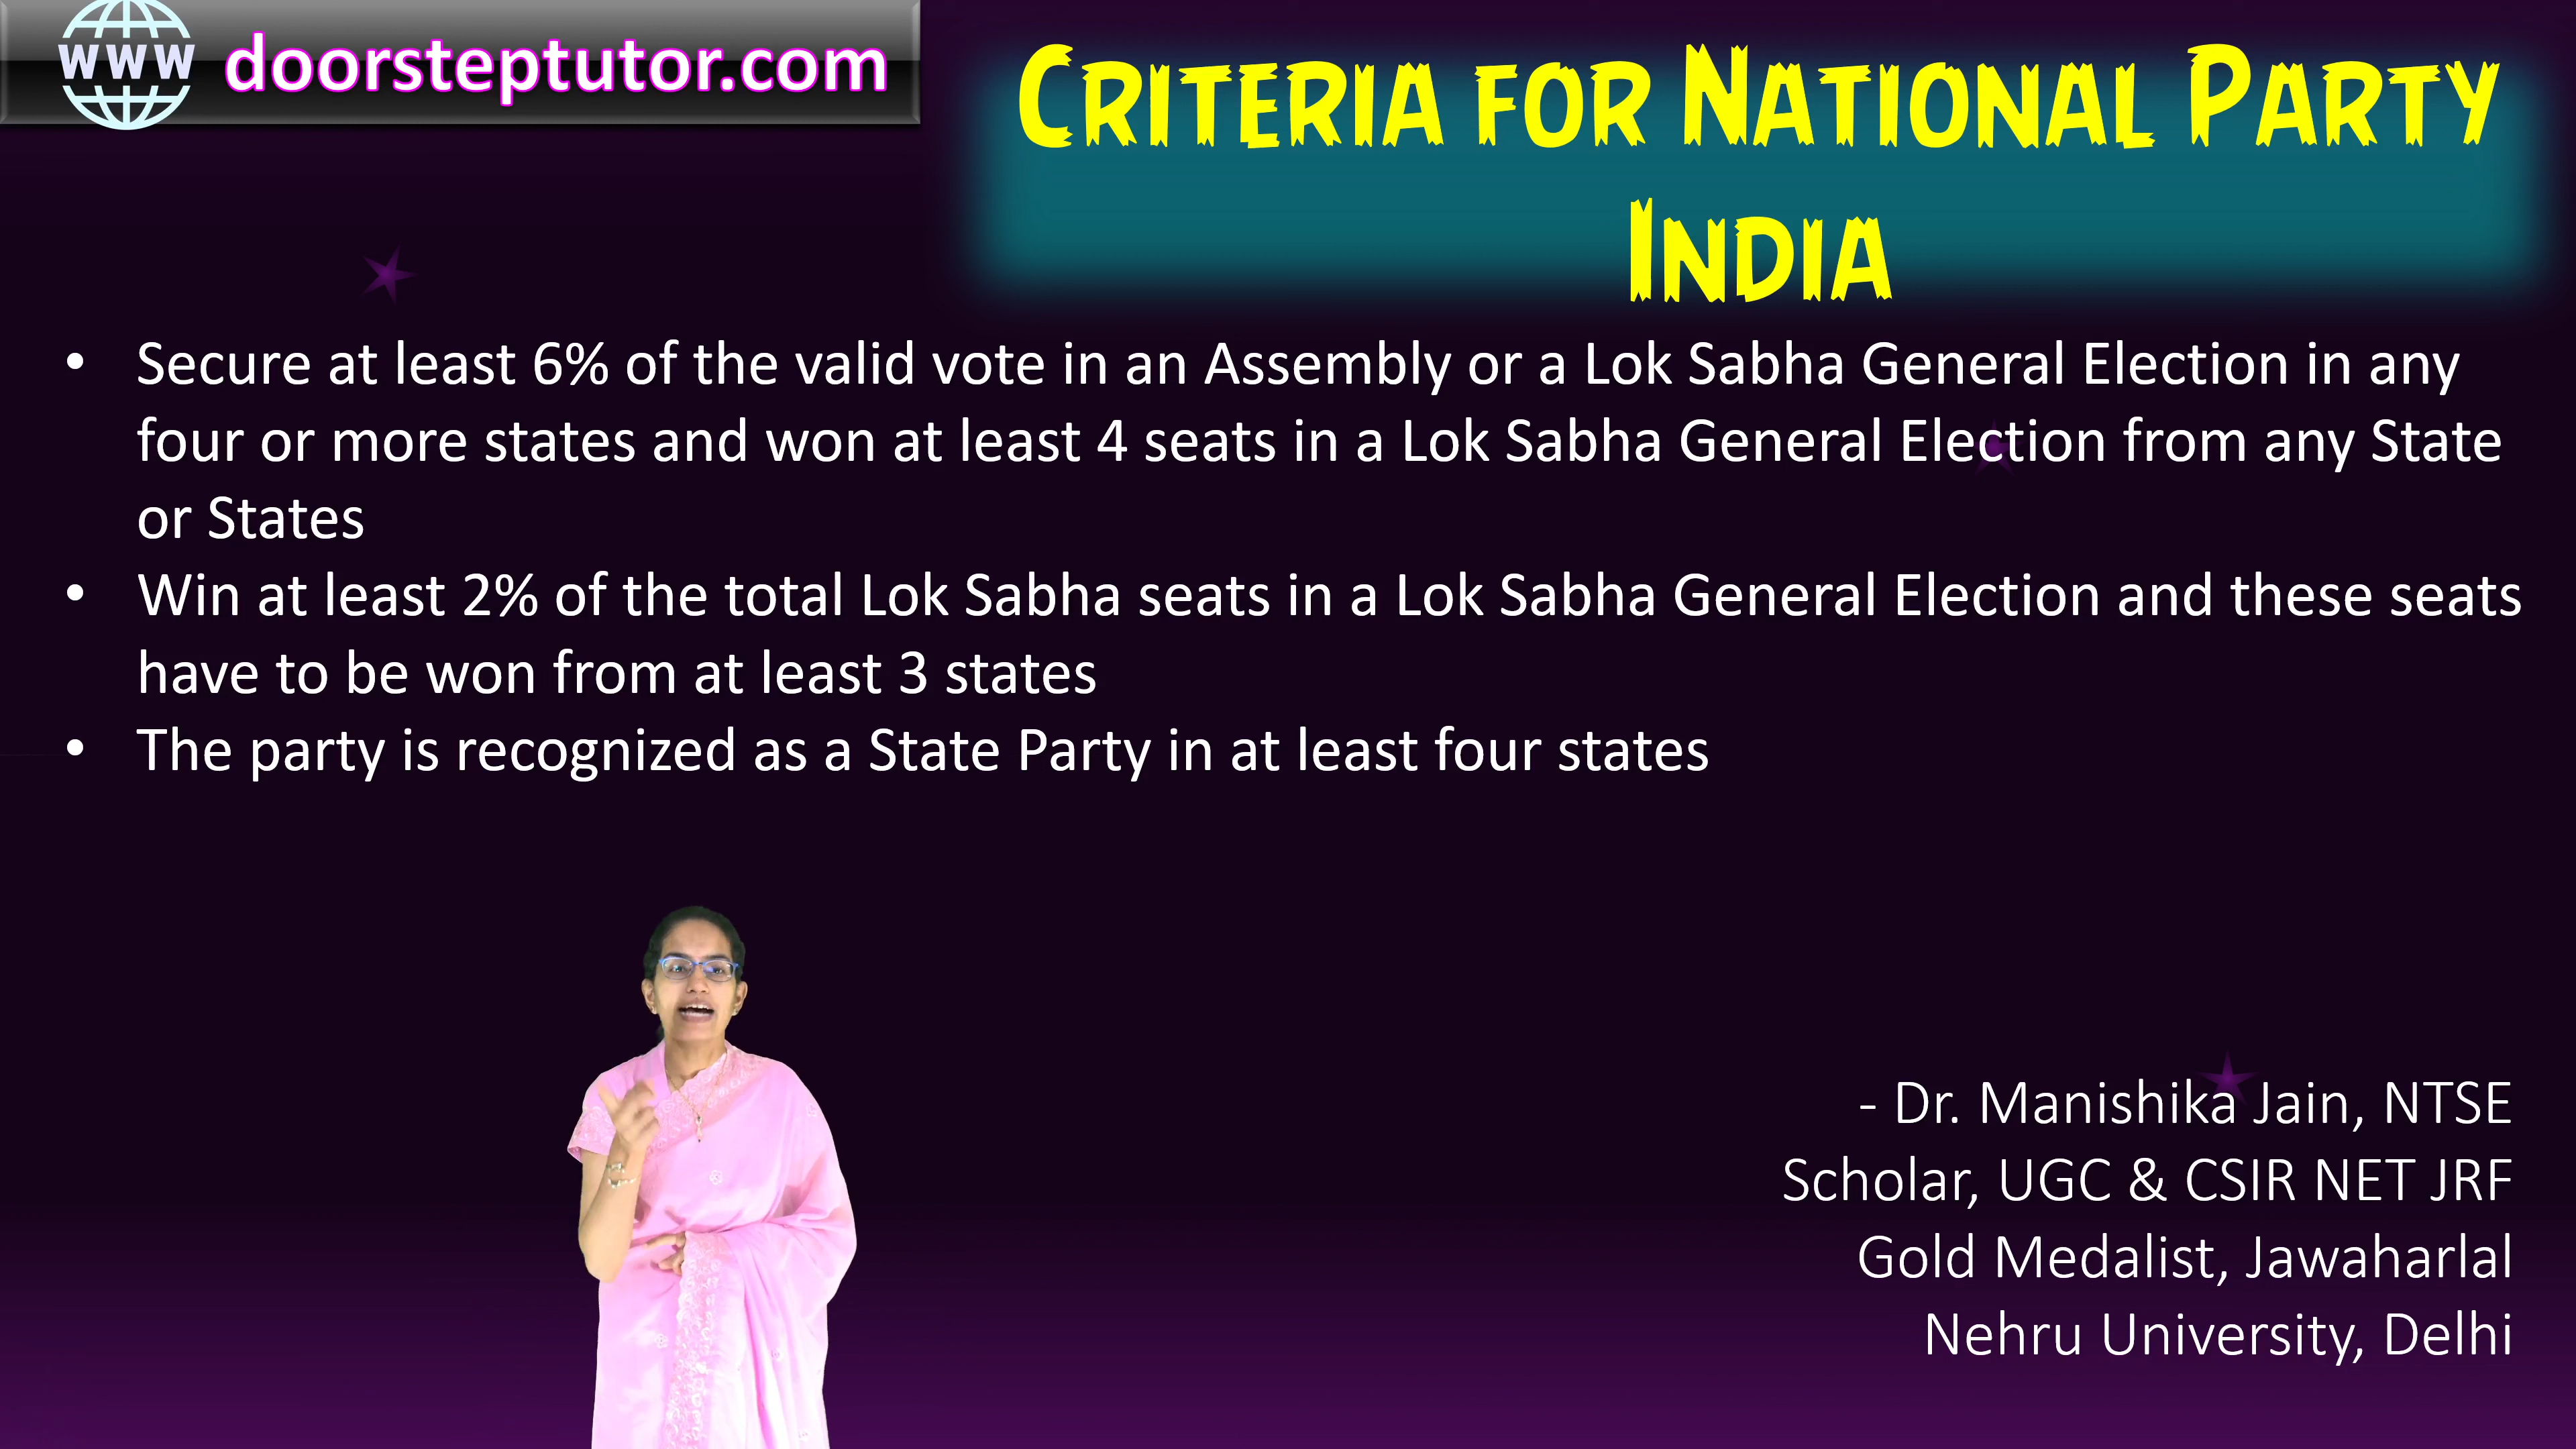 WWW doorsteptutor.com
Criteria for National Party
India
• Secure at least 6% of the valid vote in an Assembly or a Lok Sabha General Election in any
four or more states and won at least 4 seats in a Lok Sabha General Election from any State
or States
• Win at least 2% of the total Lok Sabha seats in a Lok Sabha General Election and these seats
have to be won from at least 3 states
• The party is recognized as a State Party in at least four states
- Dr. Manishika Jain, NTSE
Scholar, UGC & CSIR NET JRF
Gold Medalist, Jawaharlal
Nehru University, Delhi